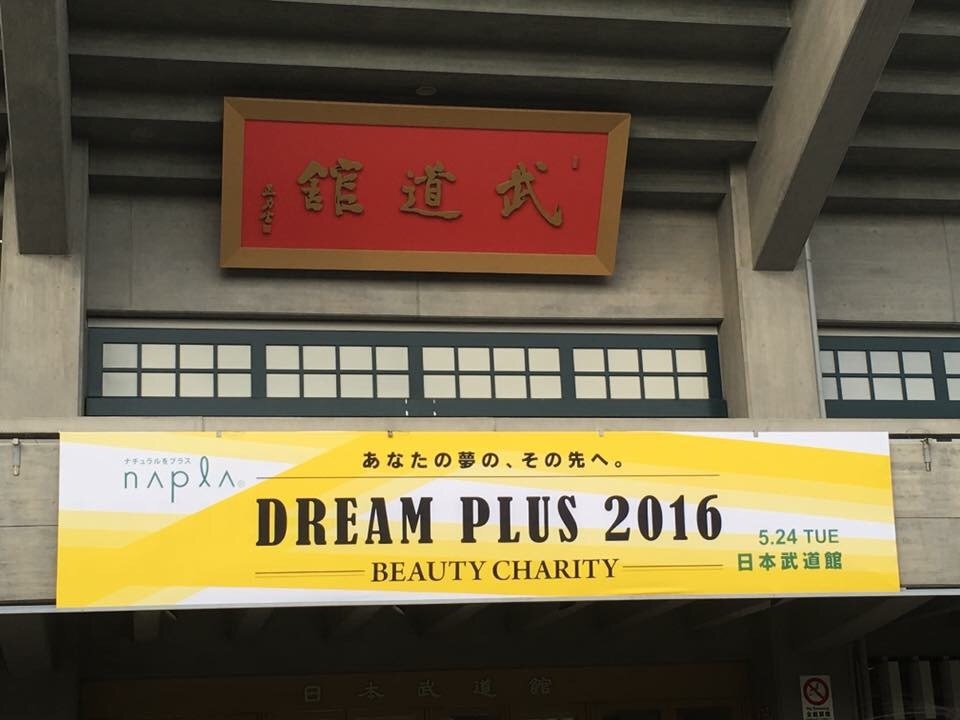 武道館
ナチュラルをプラス
napla®
あなたの夢の、その先へ。
DREAM PLUS 2016
BEAUTY CHARITY
5.24 TUE
日本武道館
日本武道館